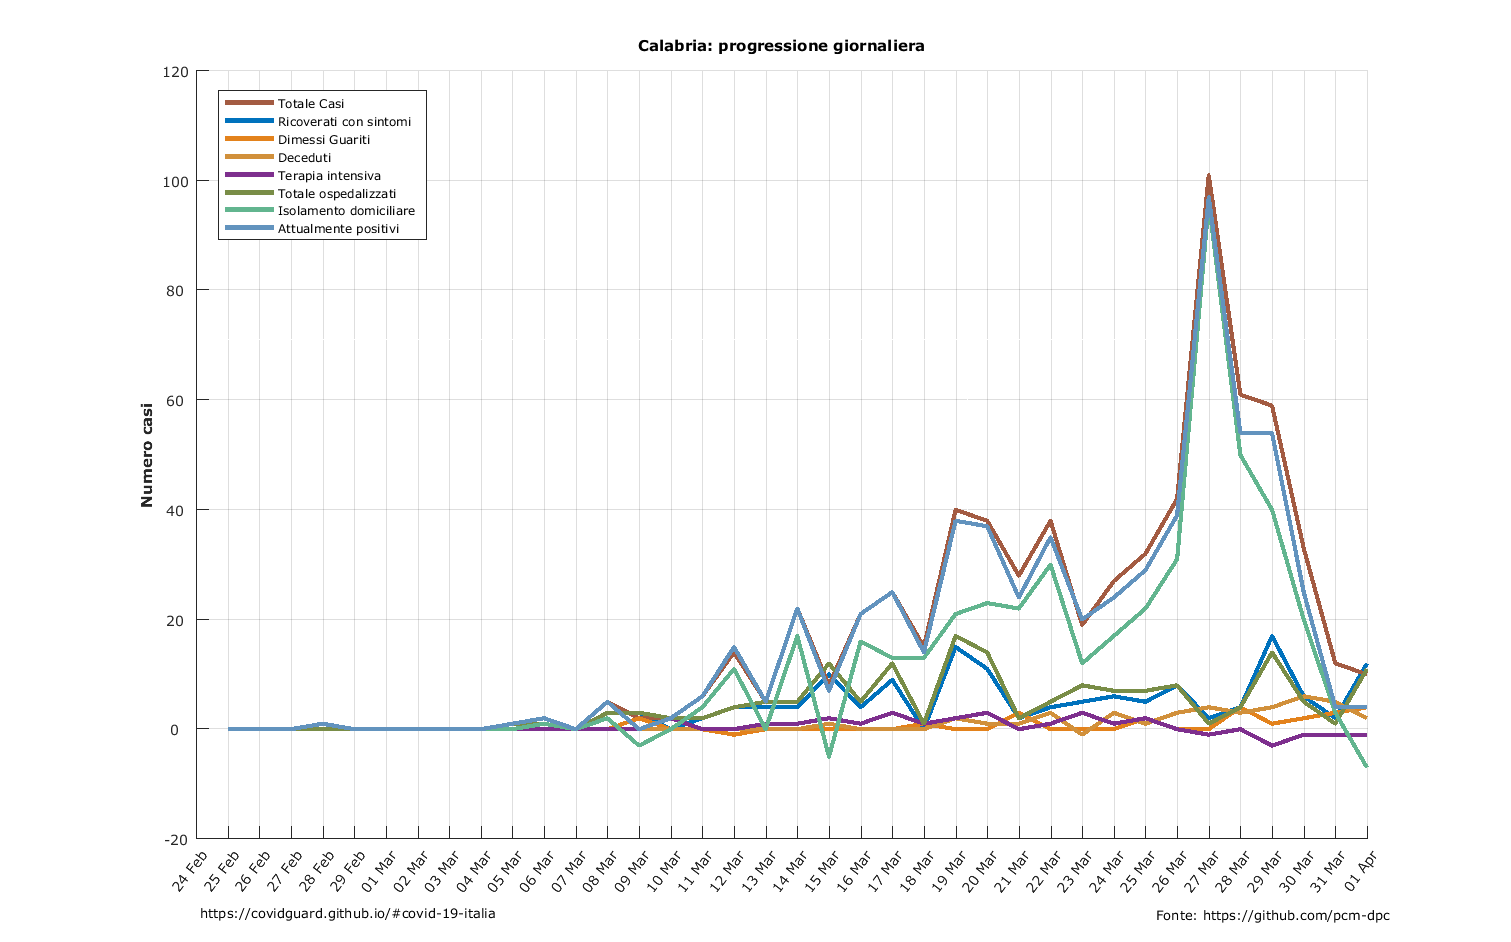 Calabria: progressione giornaliera
Numero casi
120
100
80
60
40
20
0
-20
Totale Casi
Ricoverati con sintomi
Dimessi Guariti
Deceduti
Terapia intensiva
Totale ospedalizzati
Isolamento domiciliare
Attualmente positivi
24 Feb
25 Feb
26 Feb
27 Feb
28 Feb
29 Feb
01 Mar
02 Mar
03 Mar
04 Mar
05 Mar
06 Mar
07 Mar
08 Mar
09 Mar
10 Mar
11 Mar
12 Mar
13 Mar
14 Mar
15 Mar
16 Mar
17 Mar
18 Mar
19 Mar
20 Mar
21 Mar
22 Mar
23 Mar
24 Mar
25 Mar
26 Mar
27 Mar
28 Mar
29 Mar
30 Mar
31 Mar
01 Apr
https://covidguard.github.io/#covid-19-italia
Fonte: https://github.com/pcm-dpc